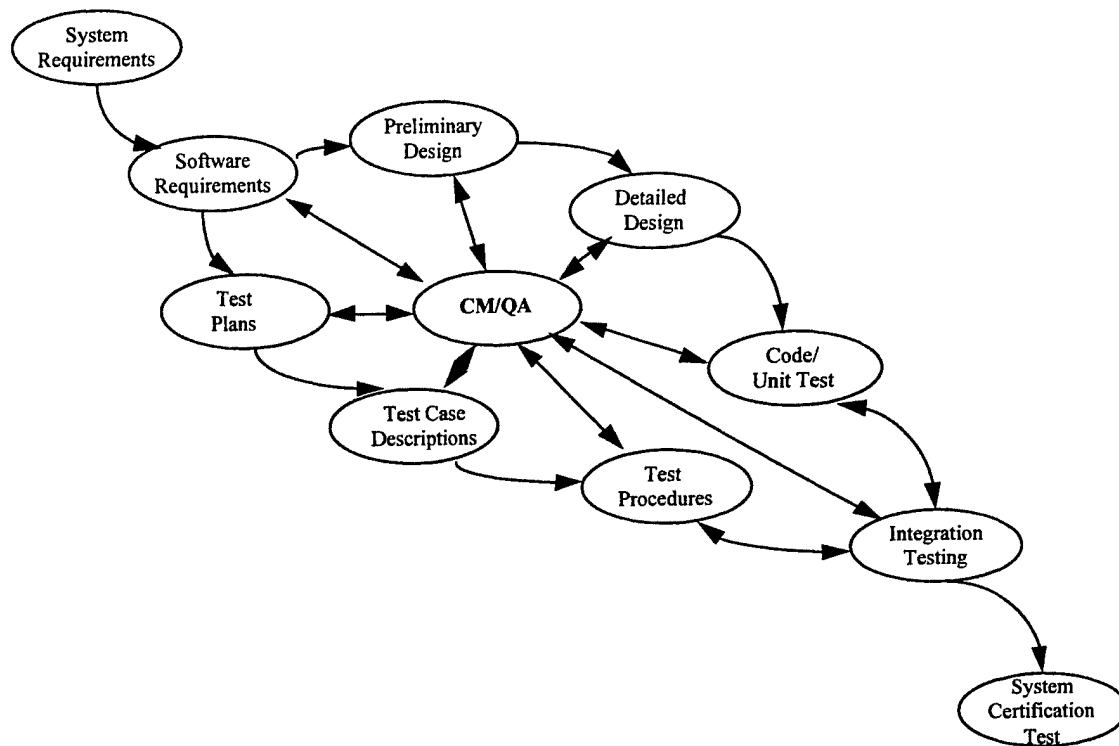 System
Requirements
Preliminary
Design
Software
Requirements
Detailed
Design
Test
Plans
CM/QA
Code/
Unit Test
Test Case
Descriptions
Test
Procedures
Integration
Testing
System
Certification
Test